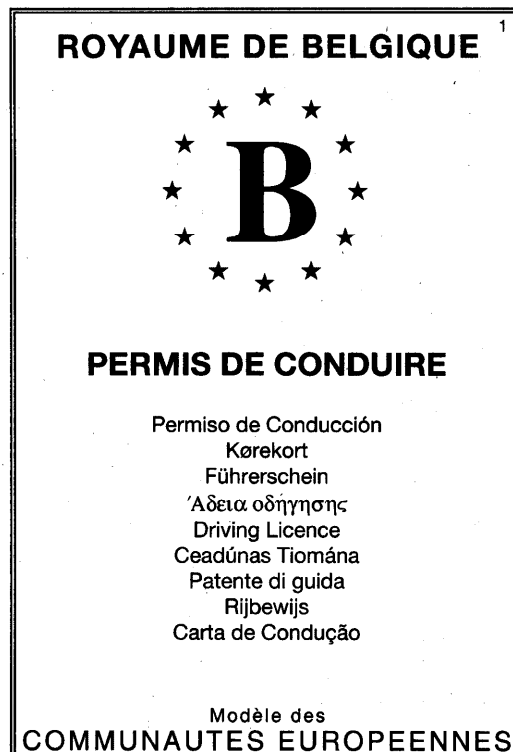 1
ROYAUME DE BELGIQUE
B
PERMIS DE CONDUIRE
Permiso de Conducción
Kørekort
Führerschein
Άδεια οδήγησης
Driving Licence
Ceadúnas Tiomána
Patente di guida
Rijbewijs
Carta de Condução
Modèle des
COMMUNAUTES EUROPEENNES